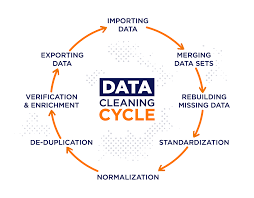 IMPORTING
DATA
MERGING
DATA SETS
REBUILDING
MISSING DATA
STANDARDIZATION
NORMALIZATION
DE-DUPLICATION
VERIFICATION
& ENRICHMENT
EXPORTING
DATA
DATA
CLEANING
CYCLE